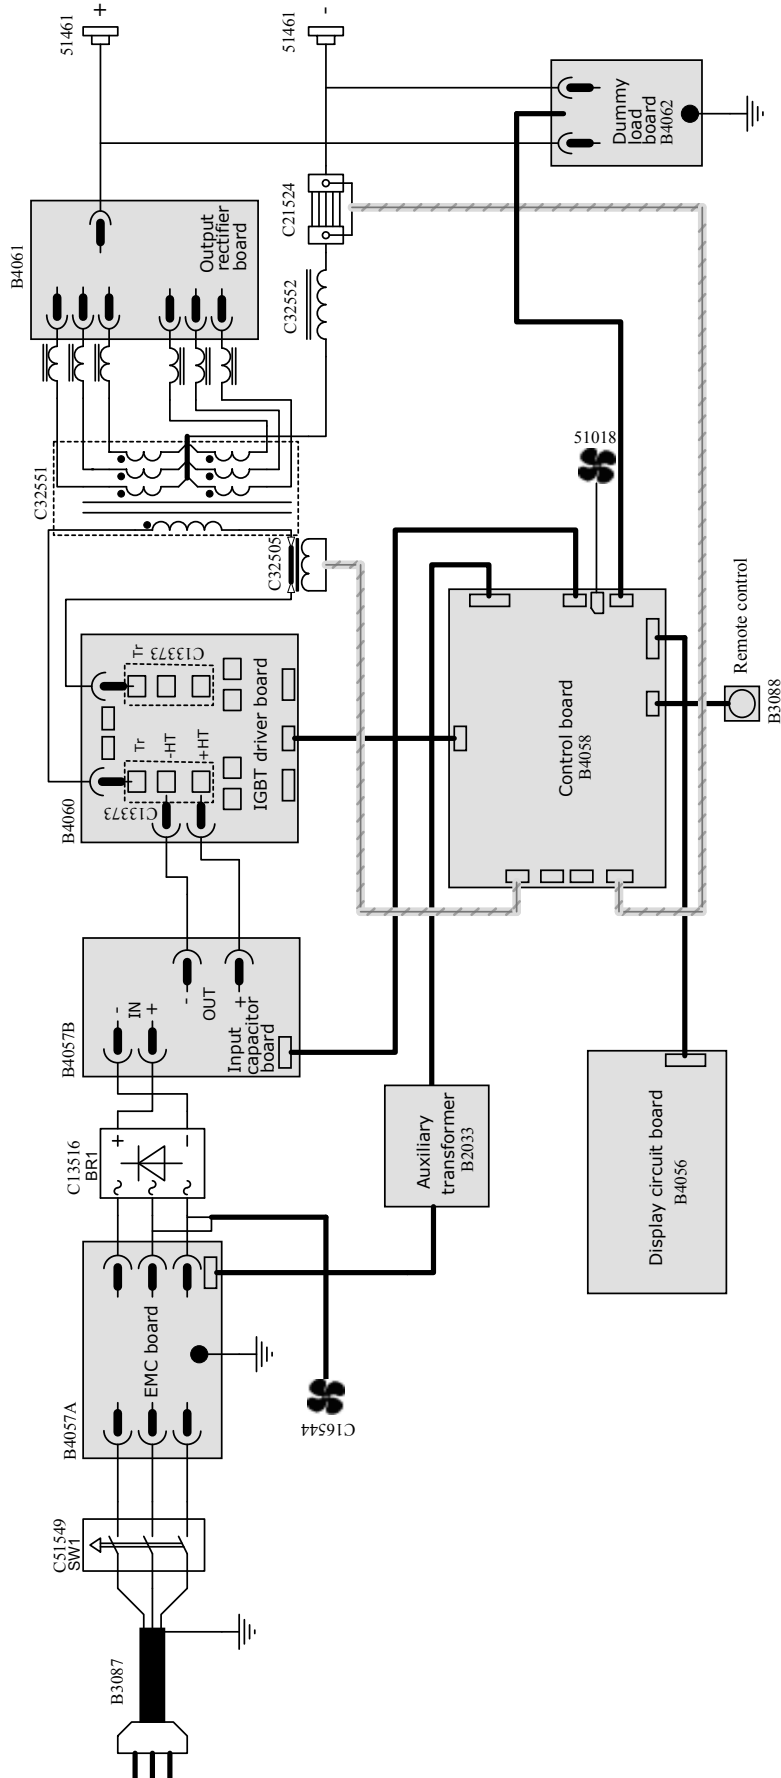 +
51461
-
51461
Dummy
load
board
B4062
B4061
Output
rectifier
board
C21524
C32552
C32551
C32505
51018
B4060
C13373
Tr
-HT
+HT
C13373
Tr
IGBT driver board
Control board
B4058
Remote control
B3088
B4057B
-
IN
+
-
OUT
+
Input
capacitor
board
C13516
BR1
+
-
Auxiliary
transformer
B2033
Display circuit board
B4056
B4057A
EMC board
C16544
C51549
SW1
B3087